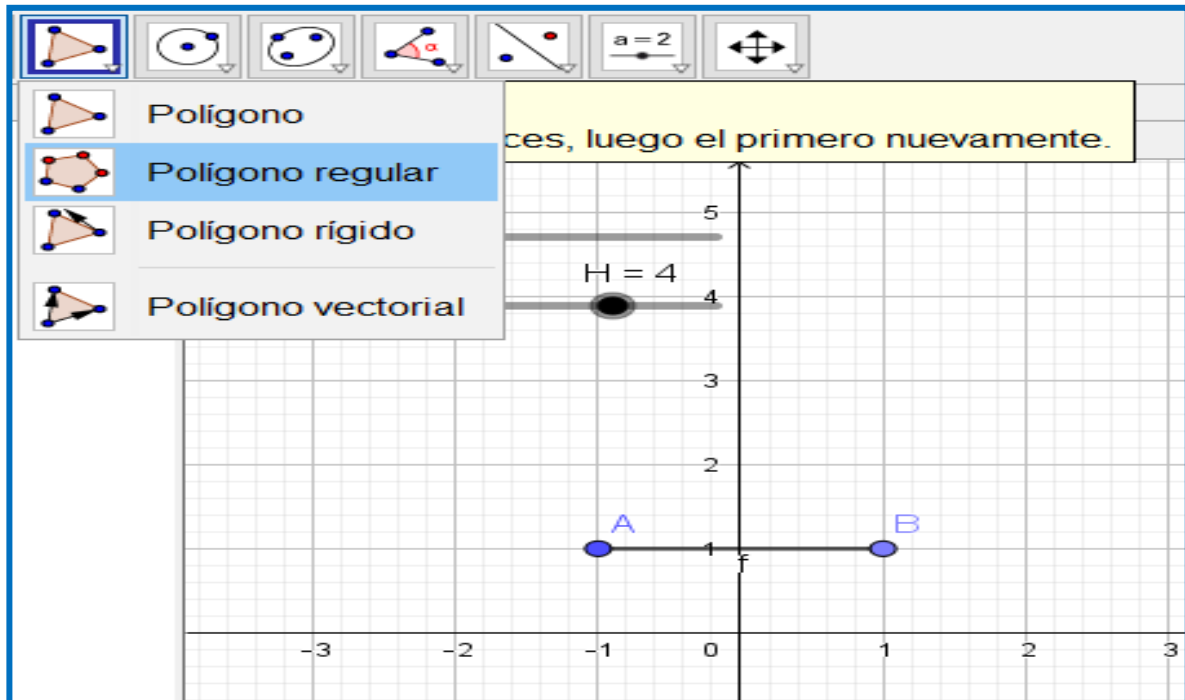 α
a = 2
Polígono
ces, luego el primero nuevamente.
Polígono regular
Polígono rígido
Polígono vectorial
5
H = 4
4
3
2
A
B
1
f
-3
-2
-1
0
1
2
3